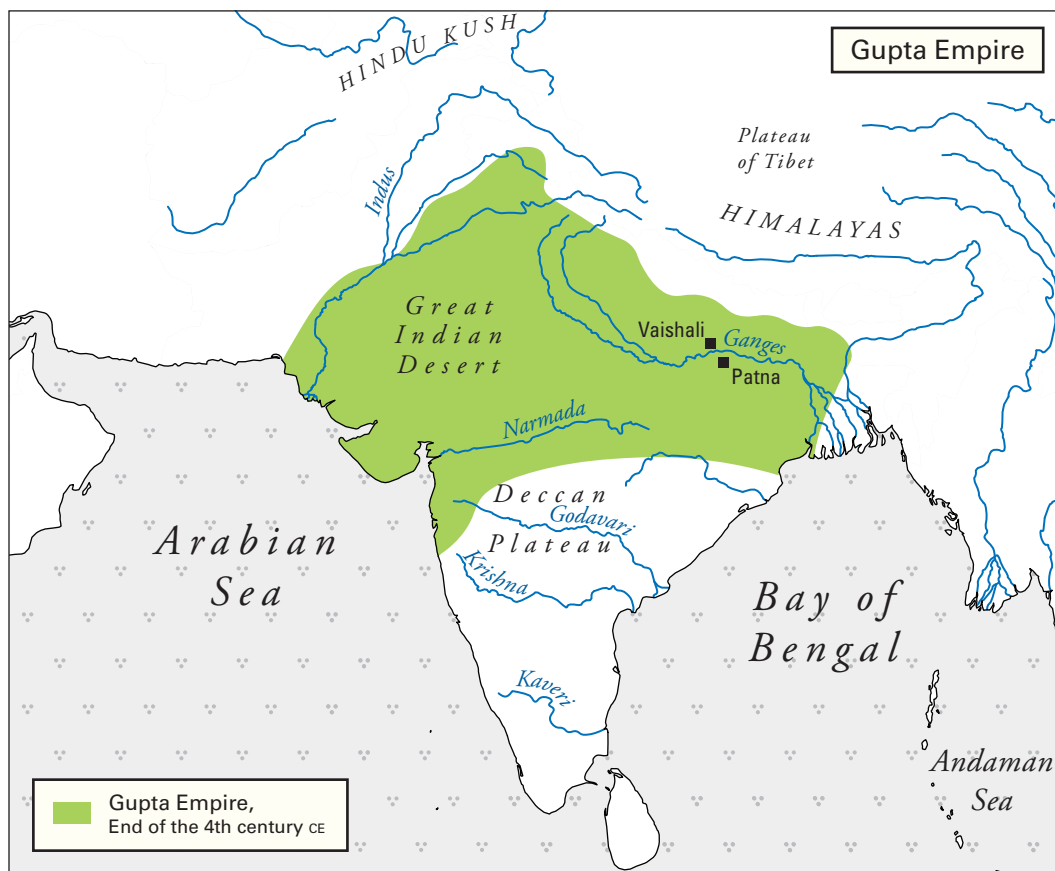 Gupta Empire
HINDU KUSH
Plateau
of Tibet
Indus
HIMALAYAS
Great
Indian
Desert
Vaishali
Ganges
Patna
Narmada
Deccan
Godavari
Plateau
Arabian
Sea
Krishna
Bay of
Bengal
Kaveri
Andaman
Sea
Gupta Empire,
End of the 4th century CE